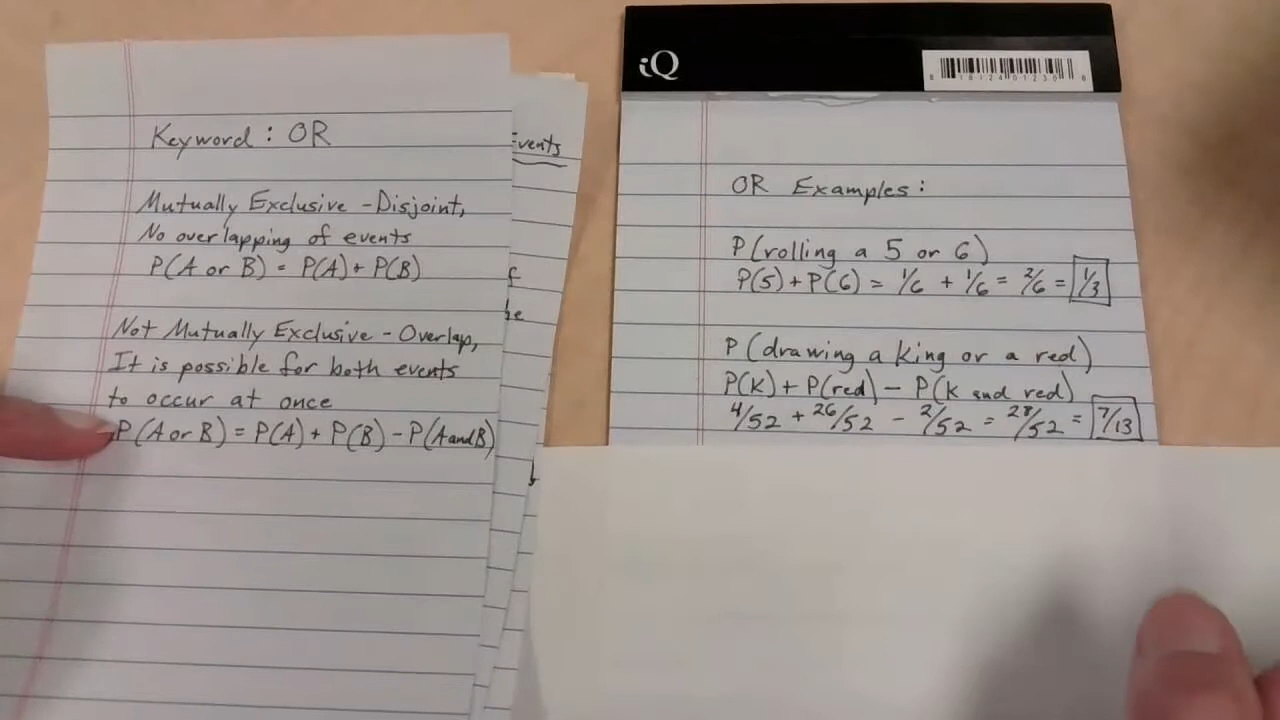 Keyword: OR
Mutually Exclusive - Disjoint,
No overlapping of events
P(A or B) = P(A) + P(B)
Not Mutually Exclusive - Overlap,
It is possible for both events
to occur at once
P(A or B) = P(A) + P(B) - P(A and B)
Events
iQ
OR Examples:
P(rolling a 5 or 6)
P(5) + P(6) = 1/6 + 1/6 = 2/6 = 1/3
P(drawing a king or a red)
P(K) + P(red) - P(K and red)
4/52 + 26/52 - 2/52 = 28/52 = 7/13